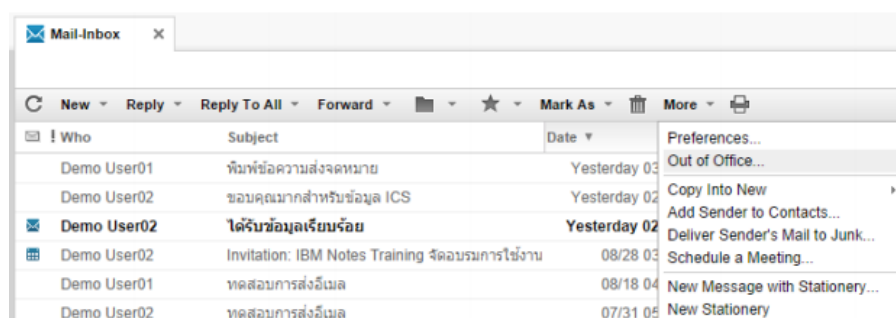 Mail-Inbox
New Reply Reply To All Forward Mark As More
! Who Subject Date
Demo User01 พิมพ์ข้อความส่งจดหมาย Yesterday 03
Demo User02 ขอบคุณมากสำหรับข้อมูล ICS Yesterday 02
Demo User02 ได้รับข้อมูลเรียบร้อย Yesterday 02
Demo User02 Invitation: IBM Notes Training จัดอบรมการใช้งาน 08/28 03
Demo User01 ทดสอบการส่งอีเมล 08/18 04
Demo User02 ทดสอบการส่งอีเมล 07/31 05
Preferences...
Out of Office...
Copy Into New
Add Sender to Contacts...
Deliver Sender's Mail to Junk...
Schedule a Meeting...
New Message with Stationery...
New Stationery